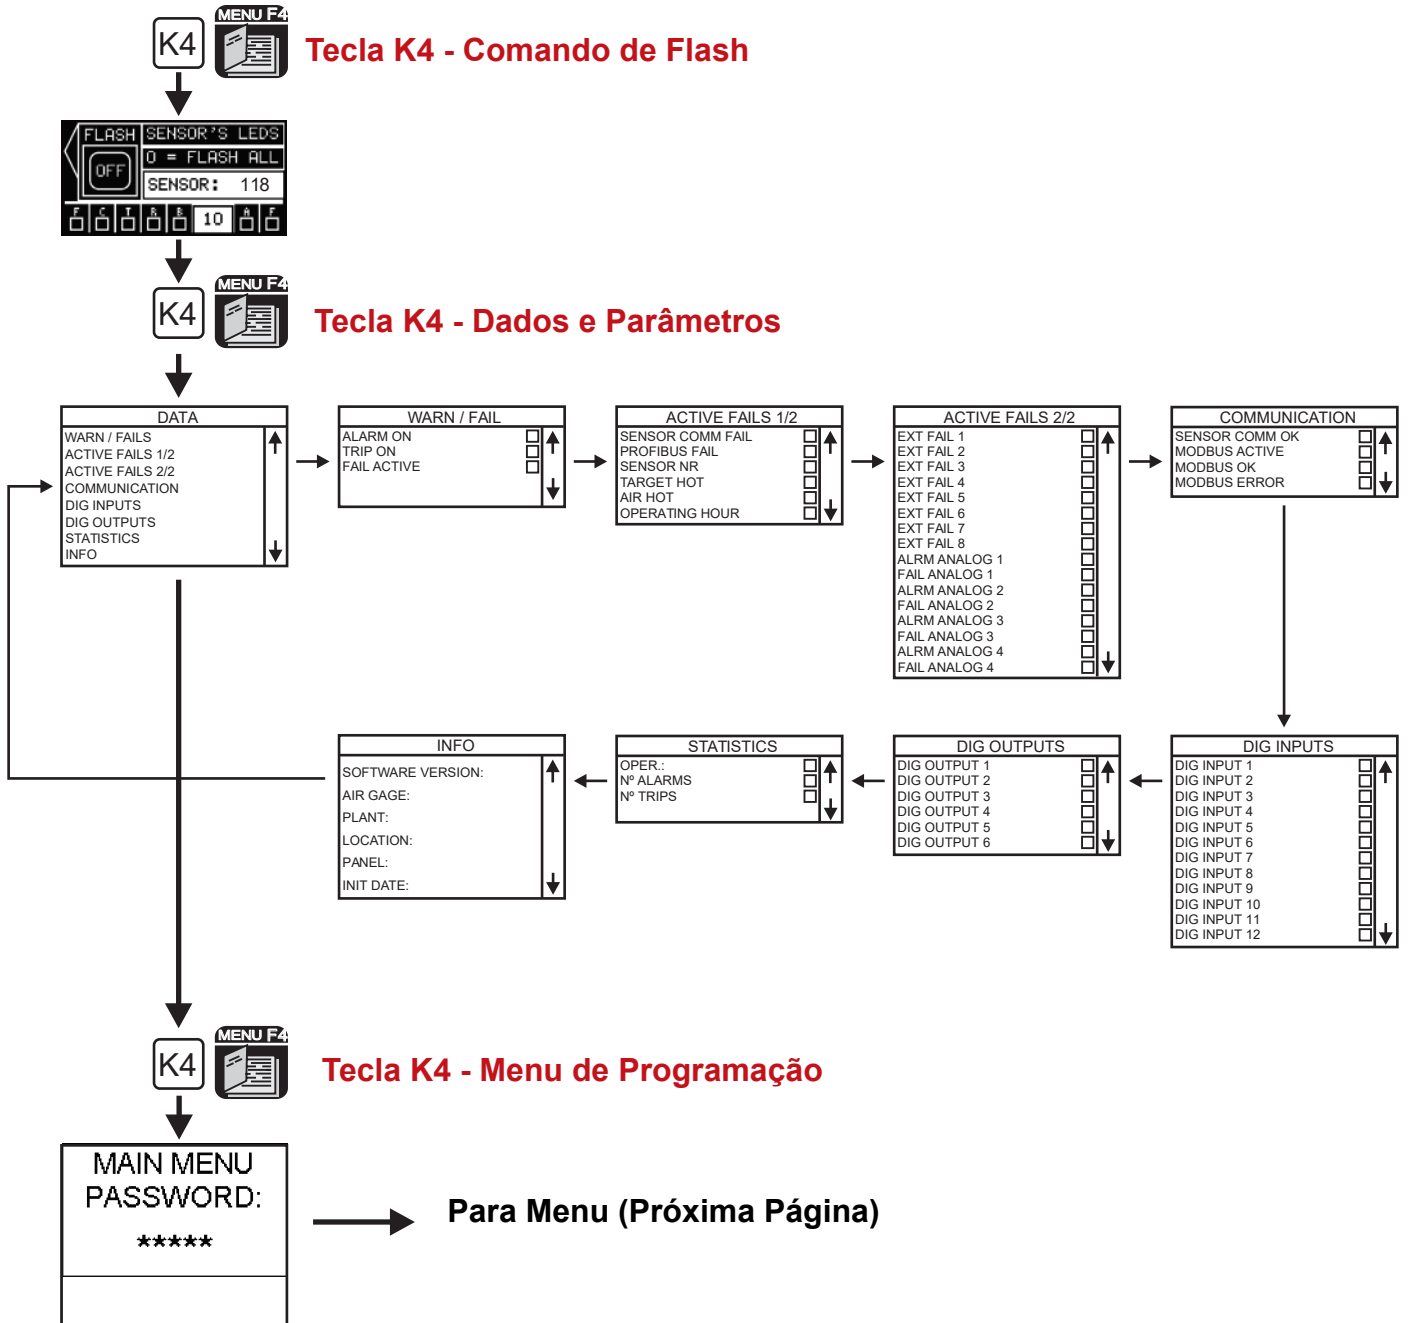 MENU F4
K4
Tecla K4 - Comando de Flash
FLASH
SENSOR'S LEDS
OFF
0 = FLASH ALL
SENSOR: 118
F C T R B 10 A F
MENU F4
K4
Tecla K4 - Dados e Parâmetros
DATA
WARN / FAILS
ACTIVE FAILS 1/2
ACTIVE FAILS 2/2
COMMUNICATION
DIG INPUTS
DIG OUTPUTS
STATISTICS
INFO
WARN / FAIL
ALARM ON
TRIP ON
FAIL ACTIVE
ACTIVE FAILS 1/2
SENSOR COMM FAIL
PROFIBUS FAIL
SENSOR NR
TARGET HOT
AIR HOT
OPERATING HOUR
ACTIVE FAILS 2/2
EXT FAIL 1
EXT FAIL 2
EXT FAIL 3
EXT FAIL 4
EXT FAIL 5
EXT FAIL 6
EXT FAIL 7
EXT FAIL 8
ALRM ANALOG 1
FAIL ANALOG 1
ALRM ANALOG 2
FAIL ANALOG 2
ALRM ANALOG 3
FAIL ANALOG 3
ALRM ANALOG 4
FAIL ANALOG 4
COMMUNICATION
SENSOR COMM OK
MODBUS ACTIVE
MODBUS OK
MODBUS ERROR
INFO
SOFTWARE VERSION:
AIR GAGE:
PLANT:
LOCATION:
PANEL:
INIT DATE:
STATISTICS
OPER.:
Nº ALARMS
Nº TRIPS
DIG OUTPUTS
DIG OUTPUT 1
DIG OUTPUT 2
DIG OUTPUT 3
DIG OUTPUT 4
DIG OUTPUT 5
DIG OUTPUT 6
DIG INPUTS
DIG INPUT 1
DIG INPUT 2
DIG INPUT 3
DIG INPUT 4
DIG INPUT 5
DIG INPUT 6
DIG INPUT 7
DIG INPUT 8
DIG INPUT 9
DIG INPUT 10
DIG INPUT 11
DIG INPUT 12
MENU F4
K4
Tecla K4 - Menu de Programação
MAIN MENU
PASSWORD:
*****
Para Menu (Próxima Página)